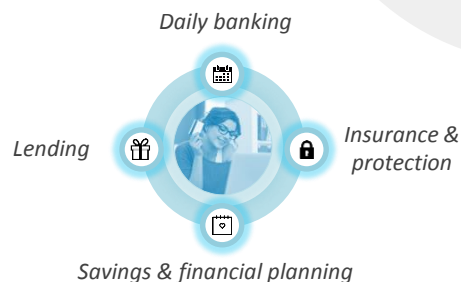 Daily banking
Lending
Insurance &
protection
Savings & financial planning